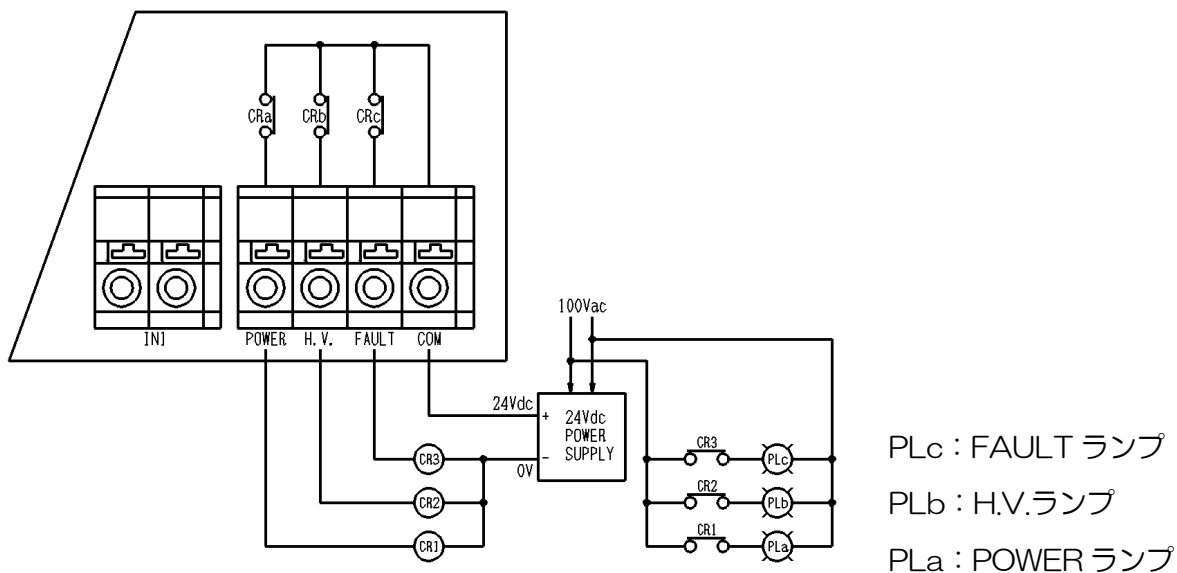 CRa CRb CRc
IN1 POWER H.V. FAULT COM
100Vac
24Vdc
+ 24Vdc
POWER
SUPPLY
-
0V
CR3
CR2
CR1
CR3 PLc
CR2 PLb
CR1 PLa
PLc：FAULT ランプ
PLb：H.V.ランプ
PLa：POWER ランプ